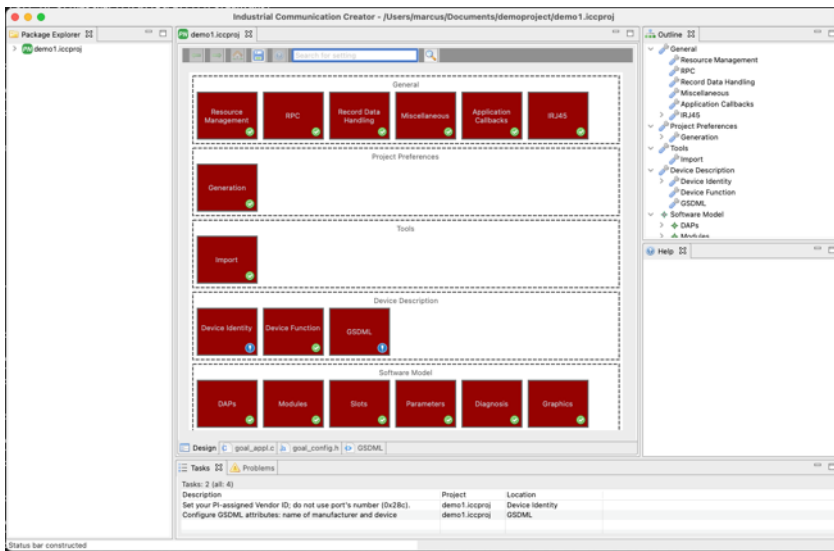 Industrial Communication Creator - /Users/marcus/Documents/demoproject/demo1.iccproj
Package Explorer
demo1.iccproj
demo1.iccproj
Search for setting
General
Resource Management
RPC
Record Data Handling
Miscellaneous
Application Callbacks
IRJ45
Project Preferences
Generation
Tools
Import
Device Description
Device Identity
Device Function
GSDML
Software Model
DAPs
Modules
Slots
Parameters
Diagnosis
Graphics
Design
goal_appl.c
goal_config.h
GSDML
Outline
General
Resource Management
RPC
Record Data Handling
Miscellaneous
Application Callbacks
IRJ45
Project Preferences
Generation
Tools
Import
Device Description
Device Identity
Device Function
GSDML
Software Model
DAPs
Modules
Help
Tasks
Problems
Tasks: 2 (all: 4)
Description Project Location
Set your PI-assigned Vendor ID; do not use port's number (0x28c). demo1.iccproj Device Identity
Configure GSDML attributes: name of manufacturer and device demo1.iccproj GSDML
Status bar constructed